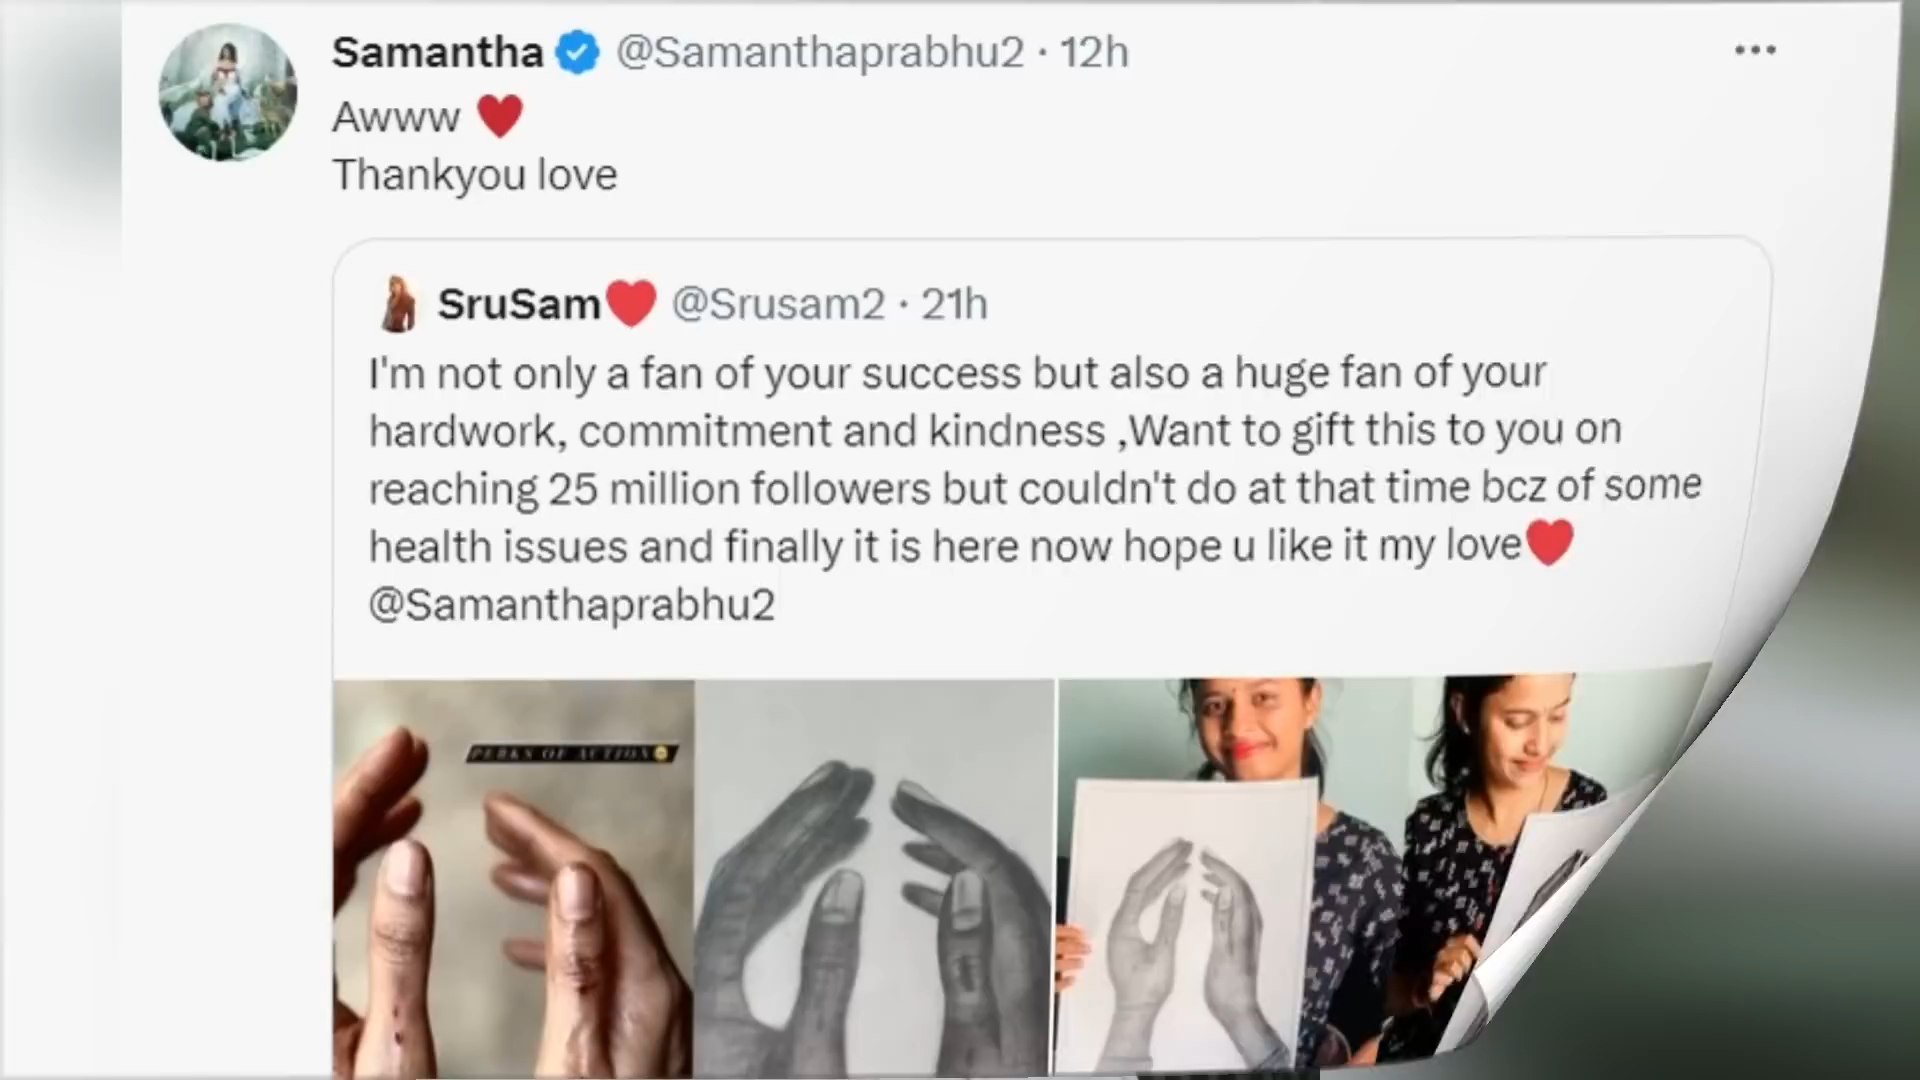 Samantha @Samanthaprabhu2 · 12h
Awww ❤️
Thankyou love
SruSam❤️ @Srusam2 · 21h
I'm not only a fan of your success but also a huge fan of your
hardwork, commitment and kindness ,Want to gift this to you on
reaching 25 million followers but couldn't do at that time bcz of some
health issues and finally it is here now hope u like it my love❤️
@Samanthaprabhu2
PERKS OF ACTION